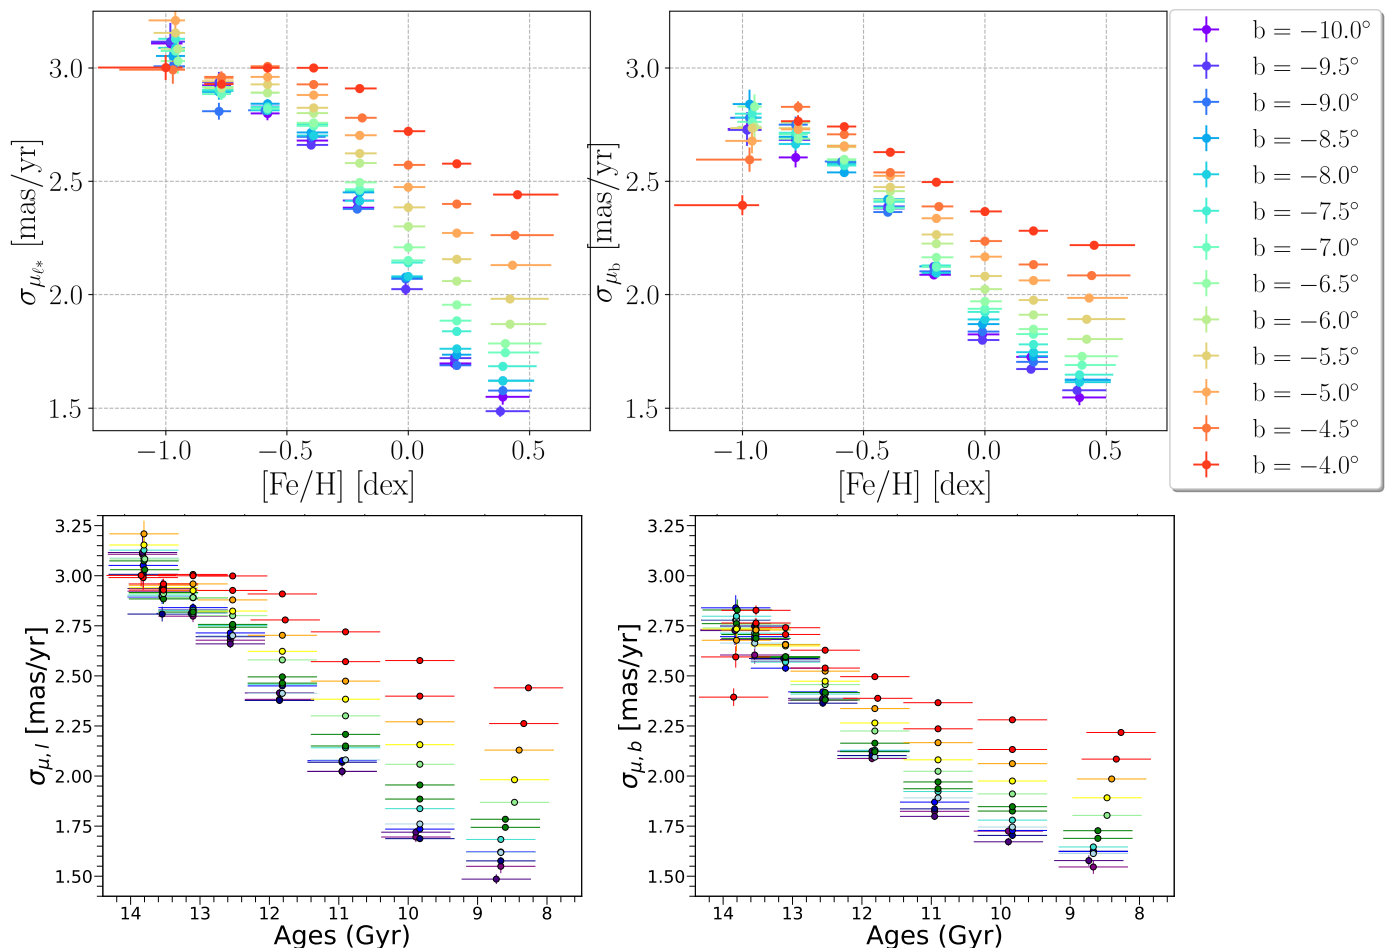 3.0
2.5
2.0
1.5
σμℓ* [mas/yr]
−1.0 −0.5 0.0 0.5
[Fe/H] [dex]
3.0
2.5
2.0
1.5
σμb [mas/yr]
−1.0 −0.5 0.0 0.5
[Fe/H] [dex]
b = −10.0°
b = −9.5°
b = −9.0°
b = −8.5°
b = −8.0°
b = −7.5°
b = −7.0°
b = −6.5°
b = −6.0°
b = −5.5°
b = −5.0°
b = −4.5°
b = −4.0°
3.25
3.00
2.75
2.50
2.25
2.00
1.75
1.50
σμ, l [mas/yr]
14 13 12 11 10 9 8
Ages (Gyr)
3.25
3.00
2.75
2.50
2.25
2.00
1.75
1.50
σμ, b [mas/yr]
14 13 12 11 10 9 8
Ages (Gyr)